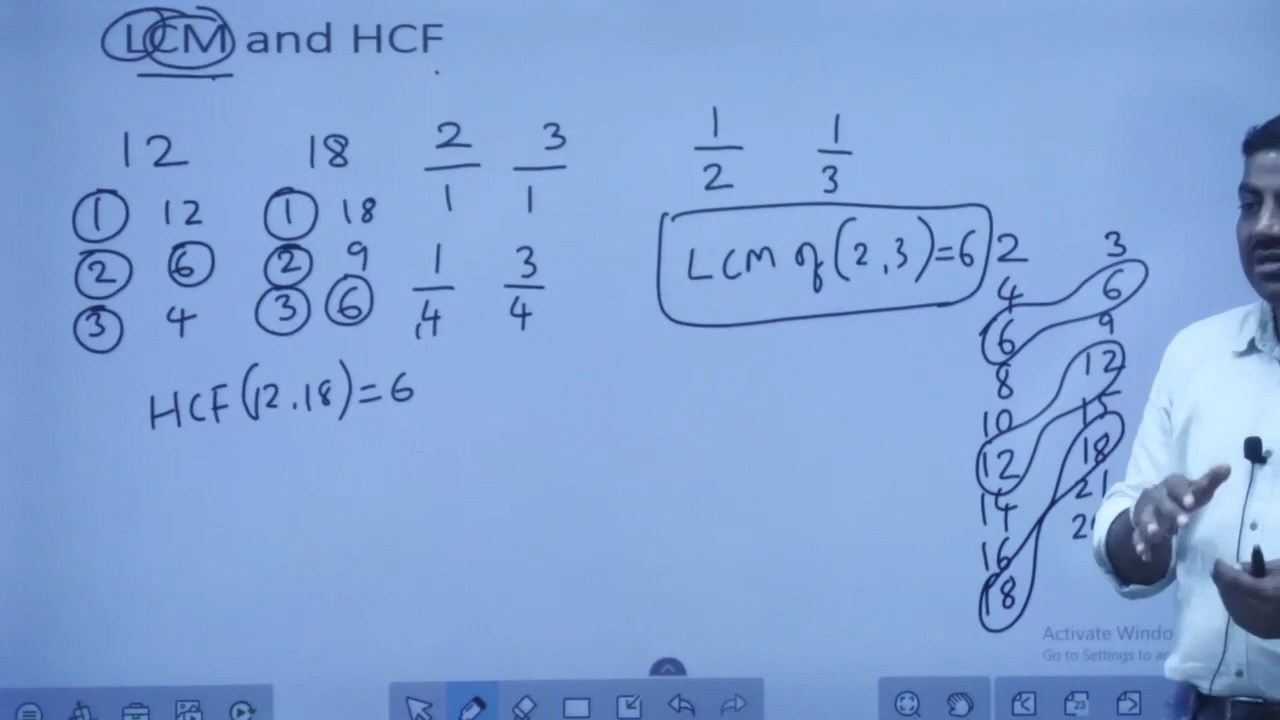 LCM and HCF
12 18
1 12 1 18
2 6 2 9
3 4 3 6
HCF(12.18)=6
2/1 3/1
1/4 3/4
1/2 1/3
LCM of (2,3)=6
2 3
4 6
6 9
8 12
10 15
12 18
14 21
16
18
Activate Windo
Go to Settings to a
23